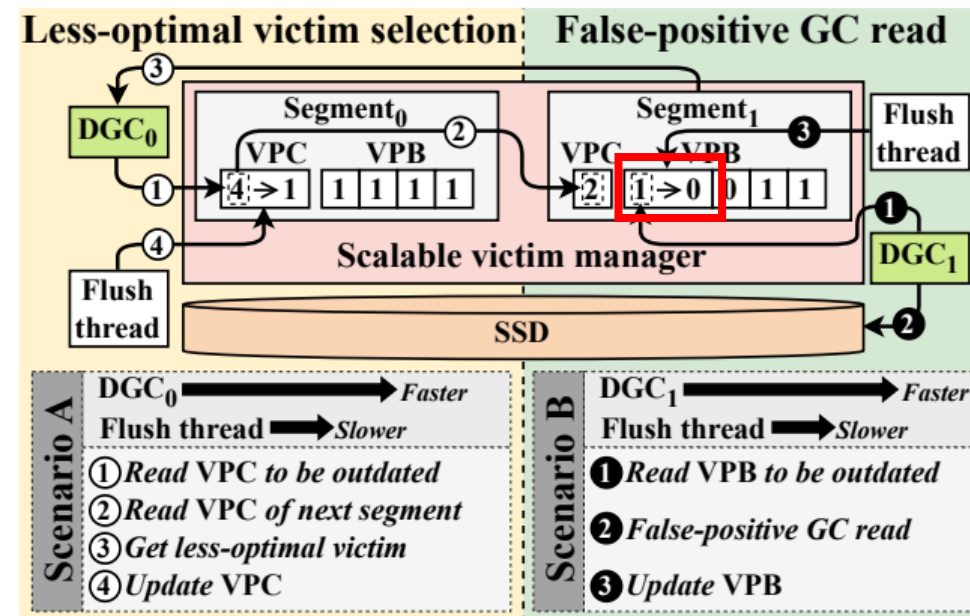 Less-optimal victim selection
False-positive GC read
③
DGC₀
Segment₀
②
VPC VPB
① 4→1 1 1 1 1
④
Flush
thread
Segment₁
❸
Flush
thread
VPC VPB
2 1→0 0 1 1
❶
DGC₁
❷
Scalable victim manager
SSD
Scenario A
DGC₀ Faster
Flush thread Slower
① Read VPC to be outdated
② Read VPC of next segment
③ Get less-optimal victim
④ Update VPC
Scenario B
DGC₁ Faster
Flush thread Slower
❶ Read VPB to be outdated
❷ False-positive GC read
❸ Update VPB